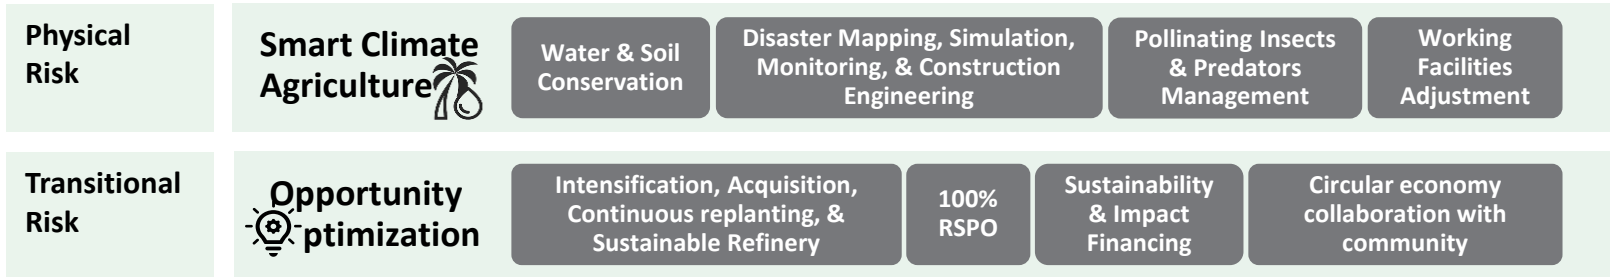 Physical
Risk
Smart Climate
Agriculture
Water & Soil
Conservation
Disaster Mapping, Simulation,
Monitoring, & Construction
Engineering
Pollinating Insects
& Predators
Management
Working
Facilities
Adjustment
Transitional
Risk
Opportunity
ptimization
Intensification, Acquisition,
Continuous replanting, &
Sustainable Refinery
100%
RSPO
Sustainability
& Impact
Financing
Circular economy
collaboration with
community